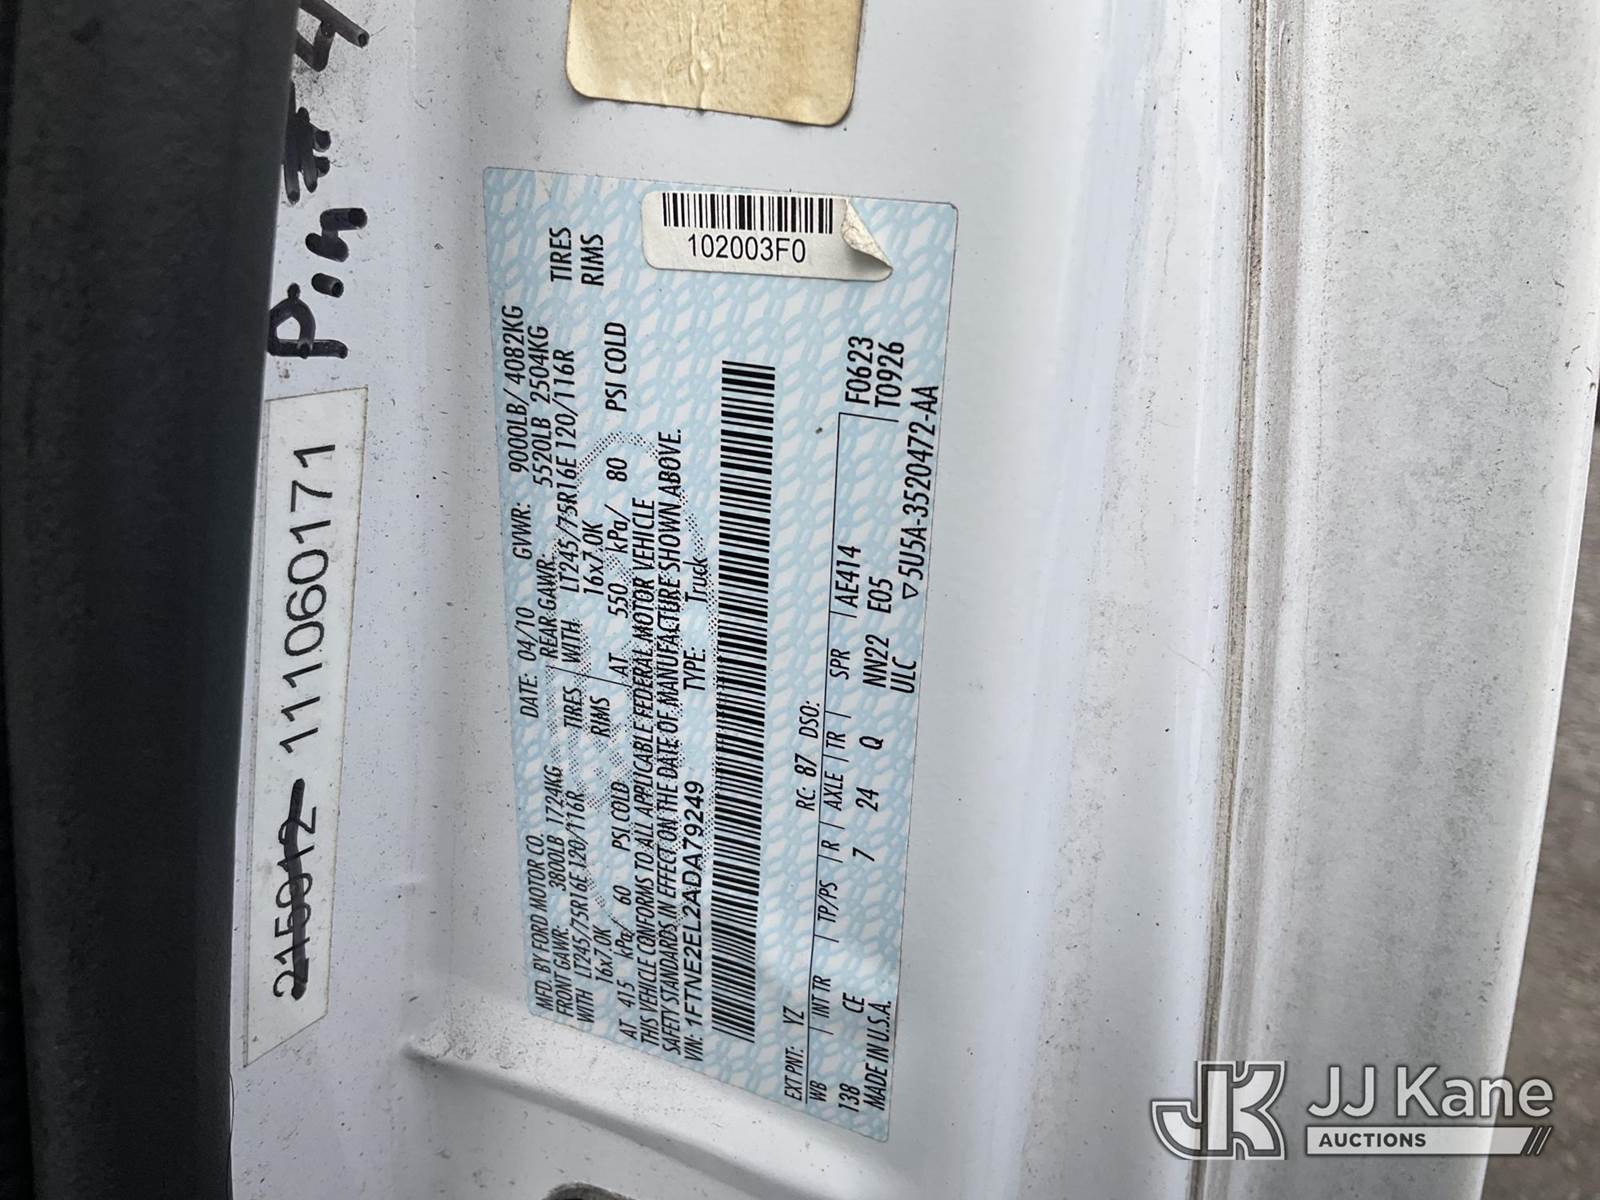 Pin # 4
215012 11060171
102003F0
MFD. BY FORD MOTOR CO. DATE: 04/10 GVWR: 9000LB/ 4082KG
FRONT GAWR: 3800LB 1724KG REAR GAWR: 5520LB 2504KG
WITH LT245/75R16E 120/116R TIRES WITH LT245/75R16E 120/116R TIRES
16x7.0K RIMS 16x7.0K RIMS
AT 415 kPa/ 60 PSI COLD AT 550 kPa/ 80 PSI COLD
THIS VEHICLE CONFORMS TO ALL APPLICABLE FEDERAL MOTOR VEHICLE
SAFETY STANDARDS IN EFFECT ON THE DATE OF MANUFACTURE SHOWN ABOVE.
VIN: 1FTNE2EL2ADA79249 TYPE: Truck
EXT PNT: YZ RC: 87 DSO: F0623
WB INT TR TP/PS R AXLE TR SPR AE414 T0926
138 CE 7 24 Q NN22 E05
MADE IN U.S.A. ULC ▽5U5A-3520472-AA
JK JJ Kane
AUCTIONS